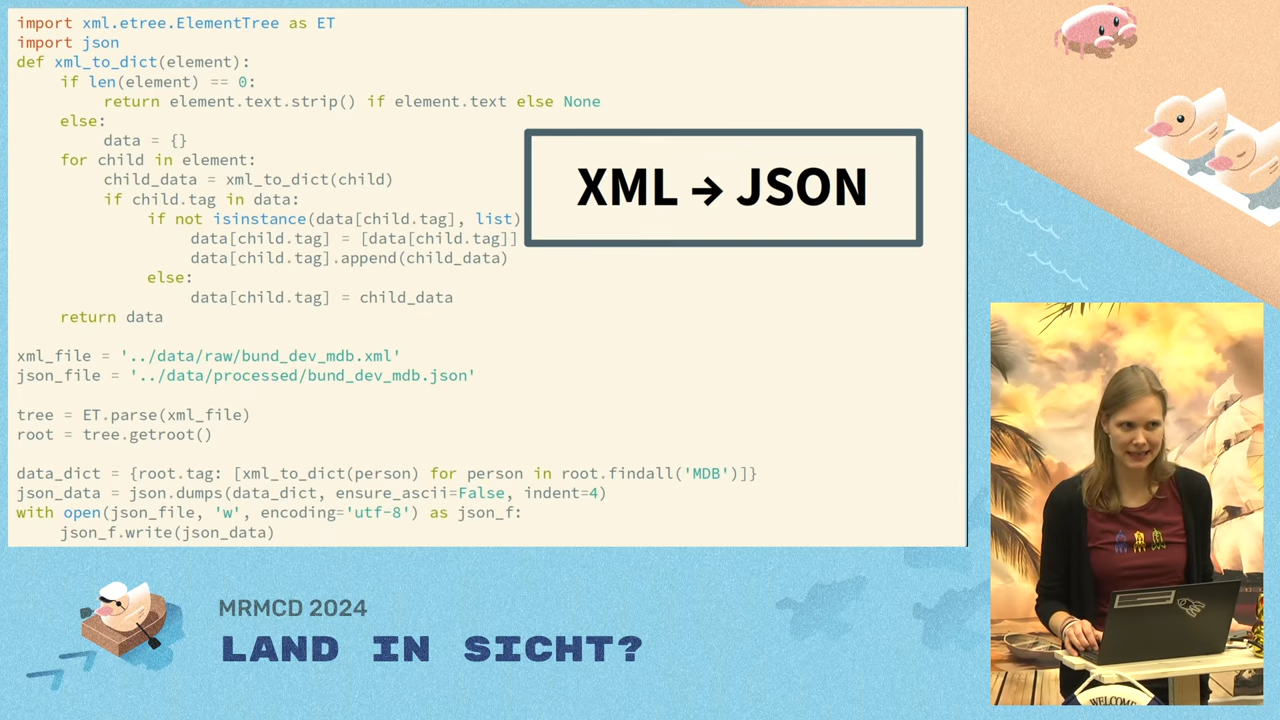 import xml.etree.ElementTree as ET
import json
def xml_to_dict(element):
    if len(element) == 0:
        return element.text.strip() if element.text else None
    else:
        data = {}
    for child in element:
        child_data = xml_to_dict(child)
        if child.tag in data:
            if not isinstance(data[child.tag], list)
                data[child.tag] = [data[child.tag]]
                data[child.tag].append(child_data)
            else:
                data[child.tag] = child_data
    return data
xml_file = '../data/raw/bund_dev_mdb.xml'
json_file = '../data/processed/bund_dev_mdb.json'
tree = ET.parse(xml_file)
root = tree.getroot()
data_dict = {root.tag: [xml_to_dict(person) for person in root.findall('MDB')]}
json_data = json.dumps(data_dict, ensure_ascii=False, indent=4)
with open(json_file, 'w', encoding='utf-8') as json_f:
    json_f.write(json_data)
XML → JSON
MRMCD 2024
LAND IN SICHT?
WELCOME